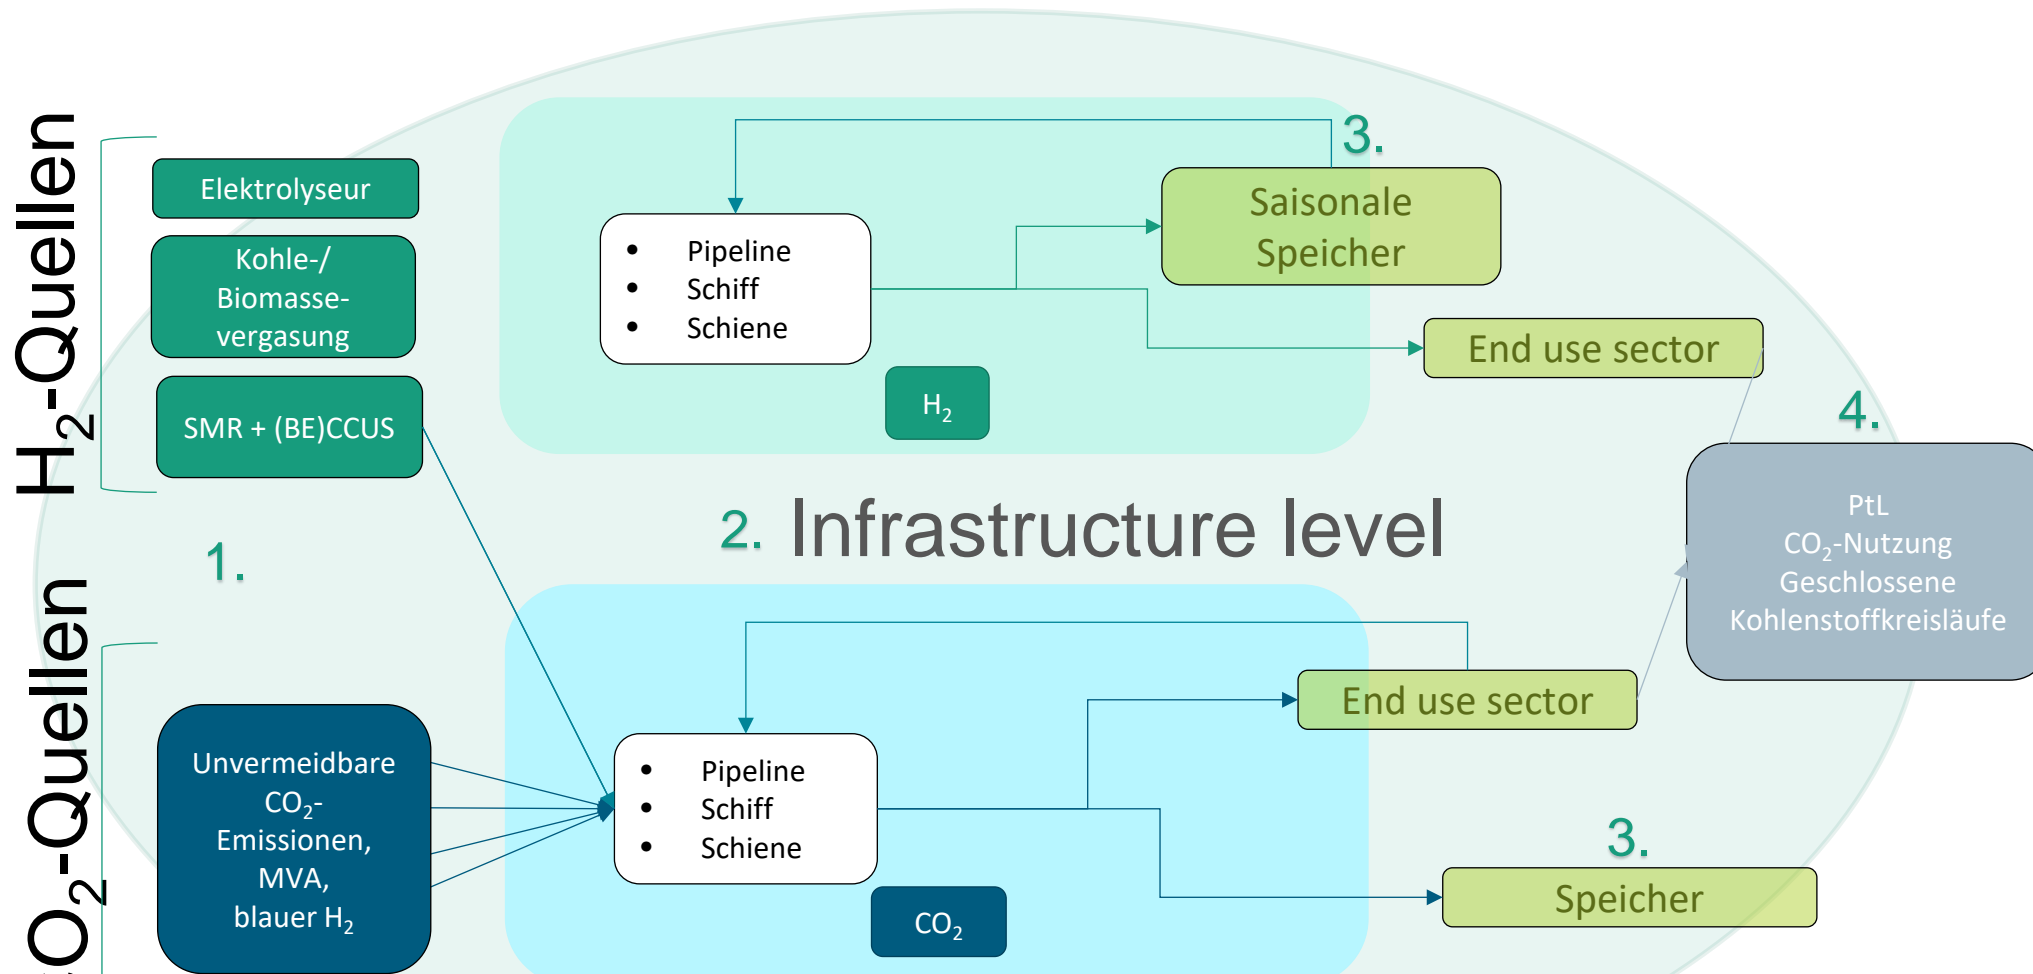 H2-Quellen
Elektrolyseur
Kohle-/
Biomasse-
vergasung
SMR + (BE)CCUS
1.
Pipeline
Schiff
Schiene
H2
3.
Saisonale
Speicher
End use sector
2. Infrastructure level
4.
PtL
CO2-Nutzung
Geschlossene
Kohlenstoffkreisläufe
CO2-Quellen
Unvermeidbare
CO2-
Emissionen,
MVA,
blauer H2
Pipeline
Schiff
Schiene
CO2
End use sector
3.
Speicher